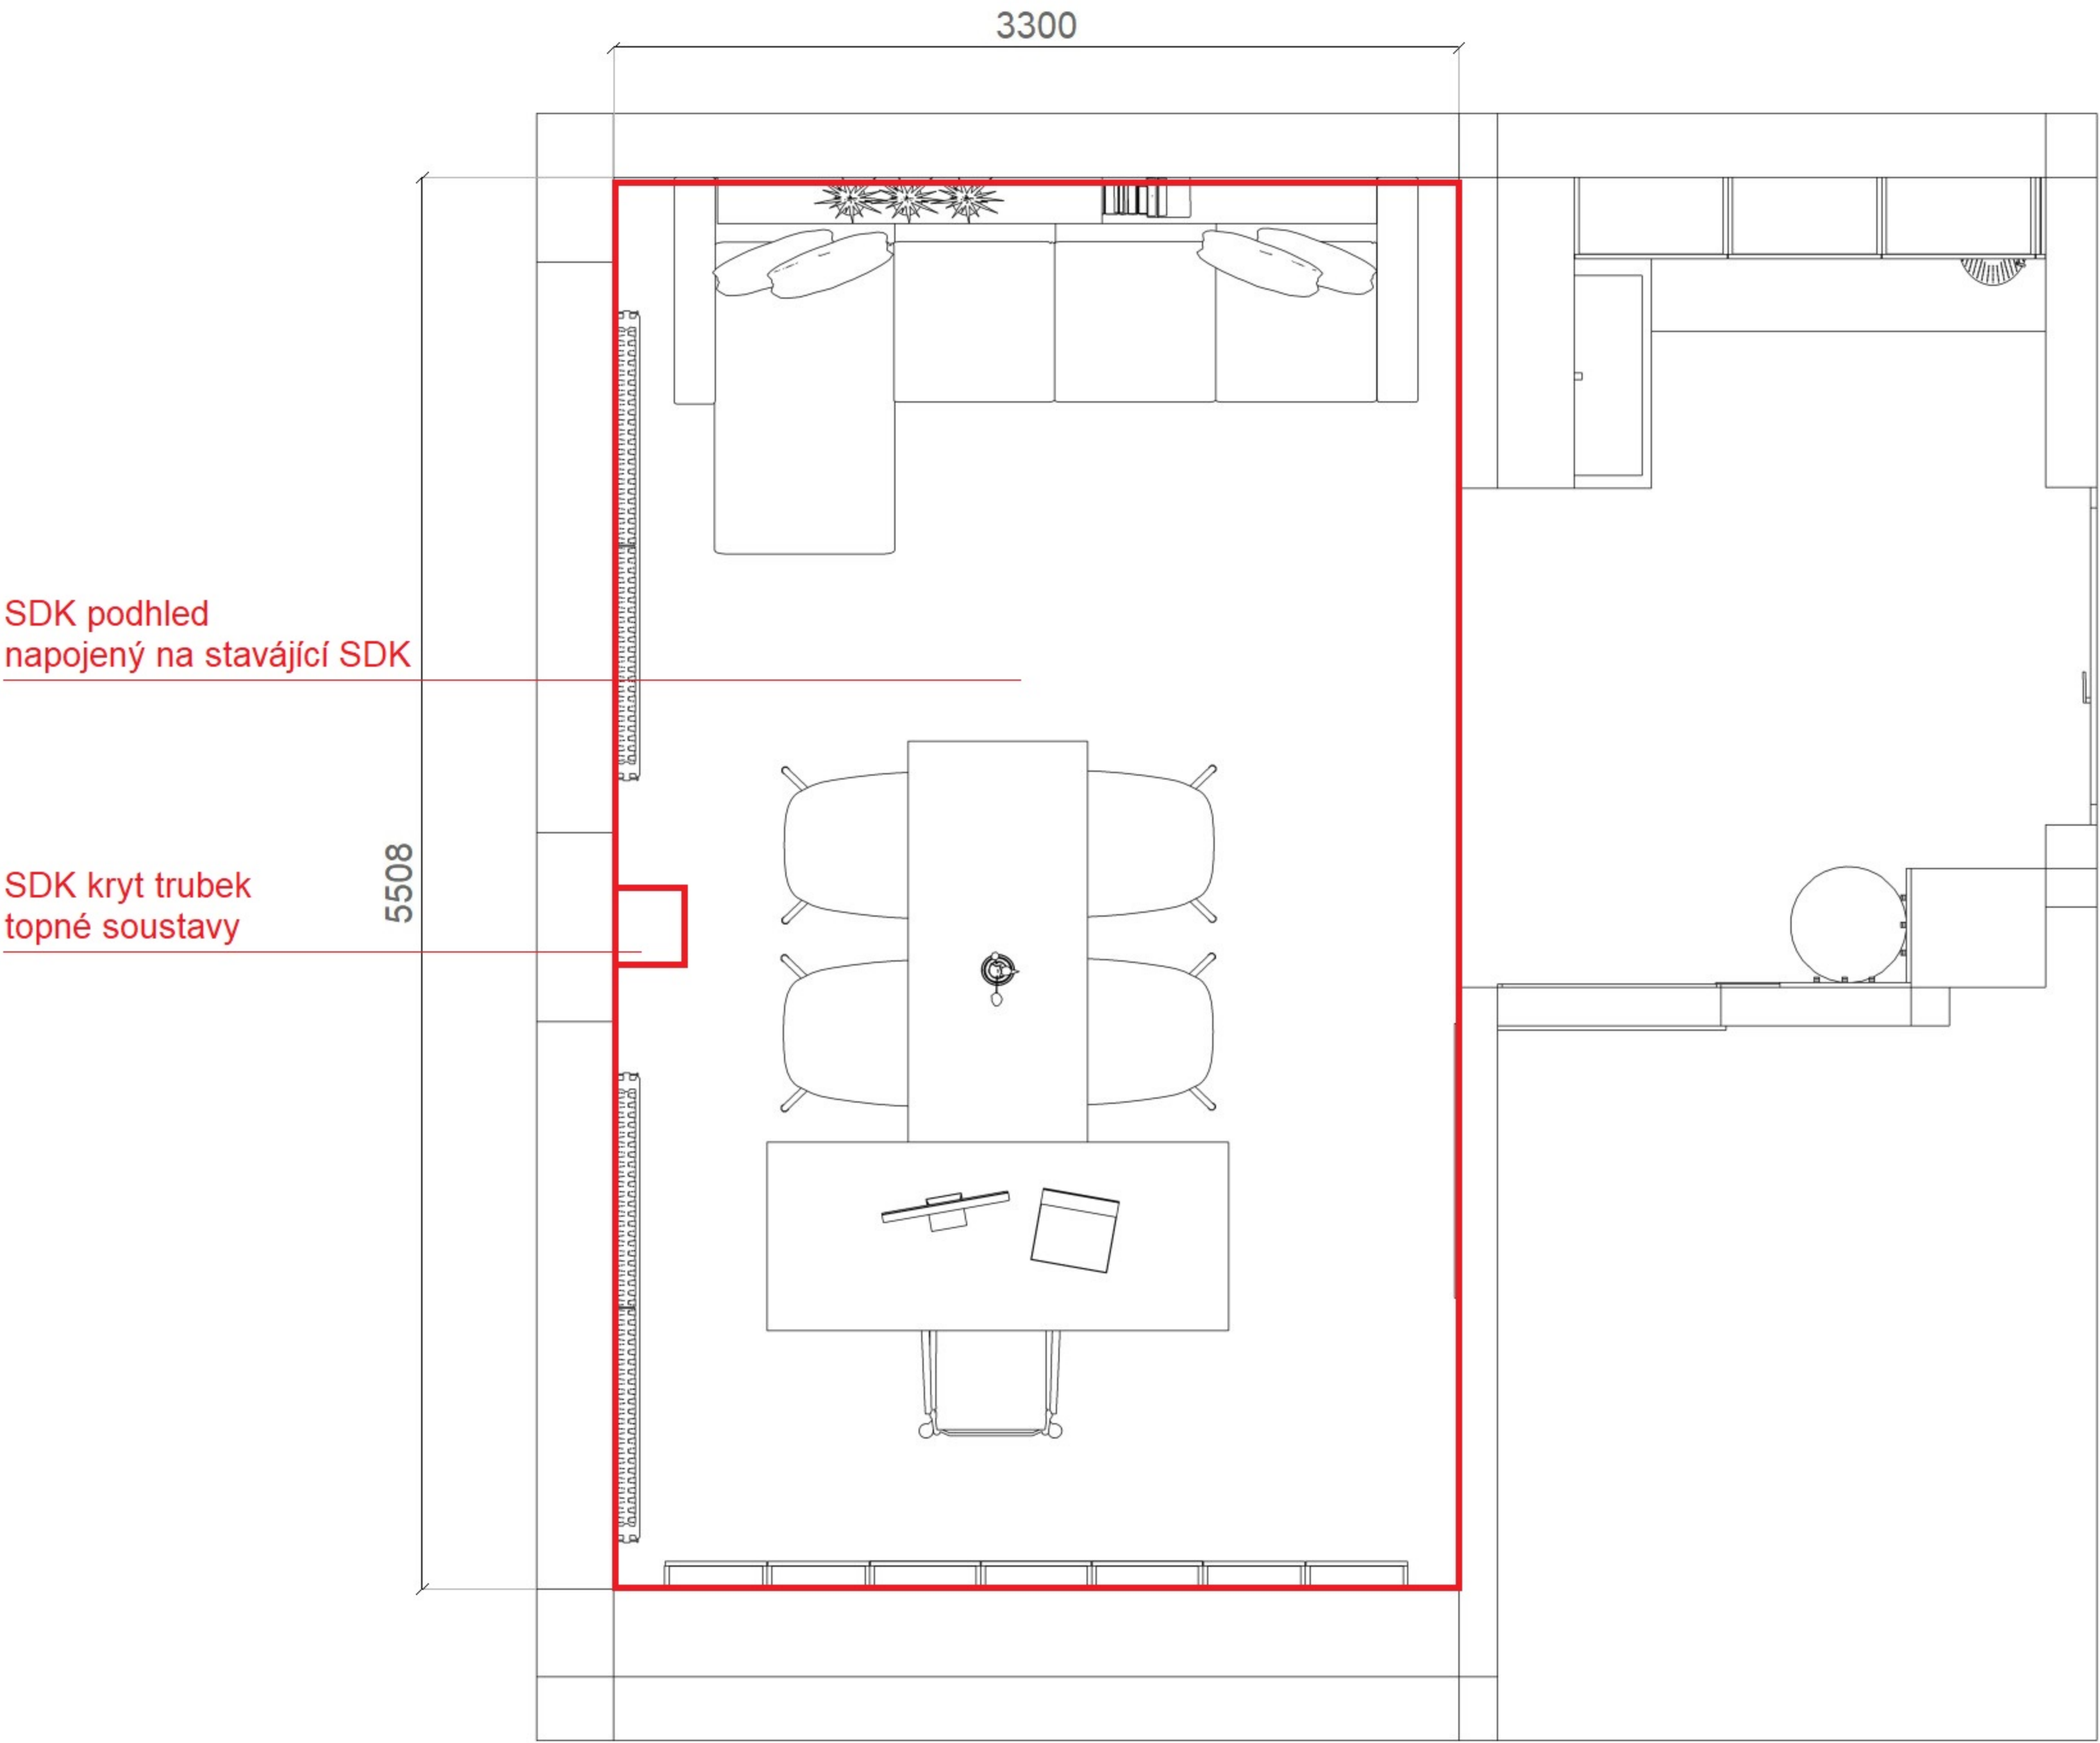 3300
SDK podhled
napojený na stavájící SDK
5508
SDK kryt trubek
topné soustavy